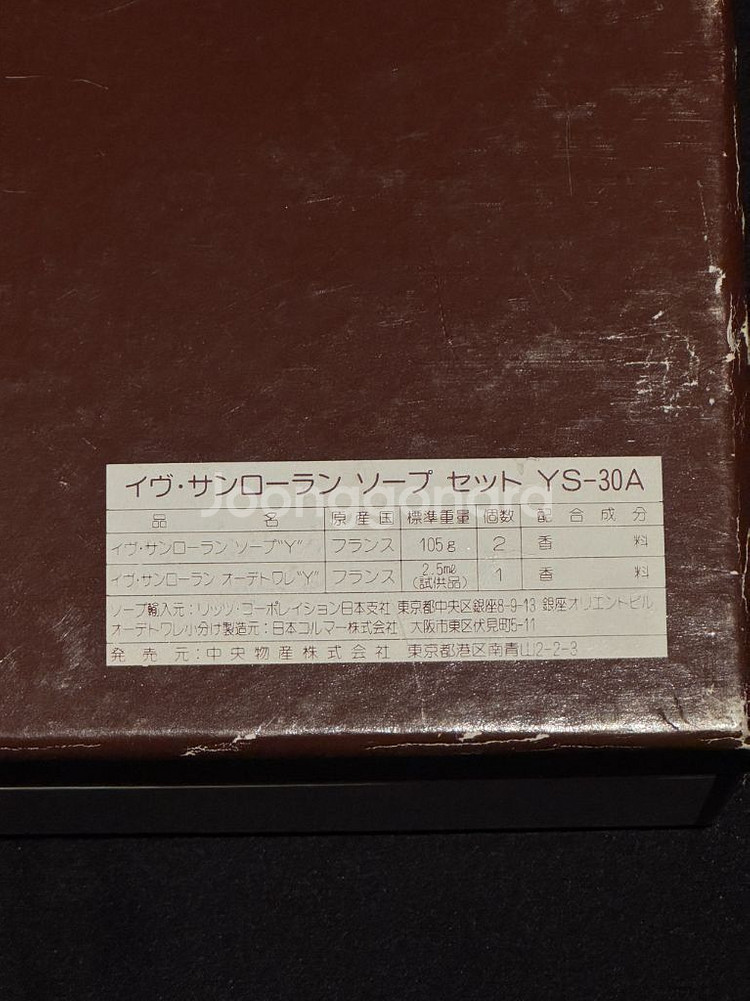 イヴ・サンローラン ソープ セット YS-30A
品 名 原産国 標準重量 個数 配合成分
イヴ・サンローラン ソープ"Y" フランス 105g 2 香 料
イヴ・サンローラン オーデトワレ"Y" フランス 2.5ml (試供品) 1 香 料
ソープ輸入元:リッツ・コーポレイション日本支社 東京都中央区銀座8-9-13 銀座オリエントビル
オーデトワレ小分け製造元:日本コルマー株式会社 大阪市東区伏見町5-11
発売元:中央物産株式会社 東京都港区南青山2-2-3
Joonggonara